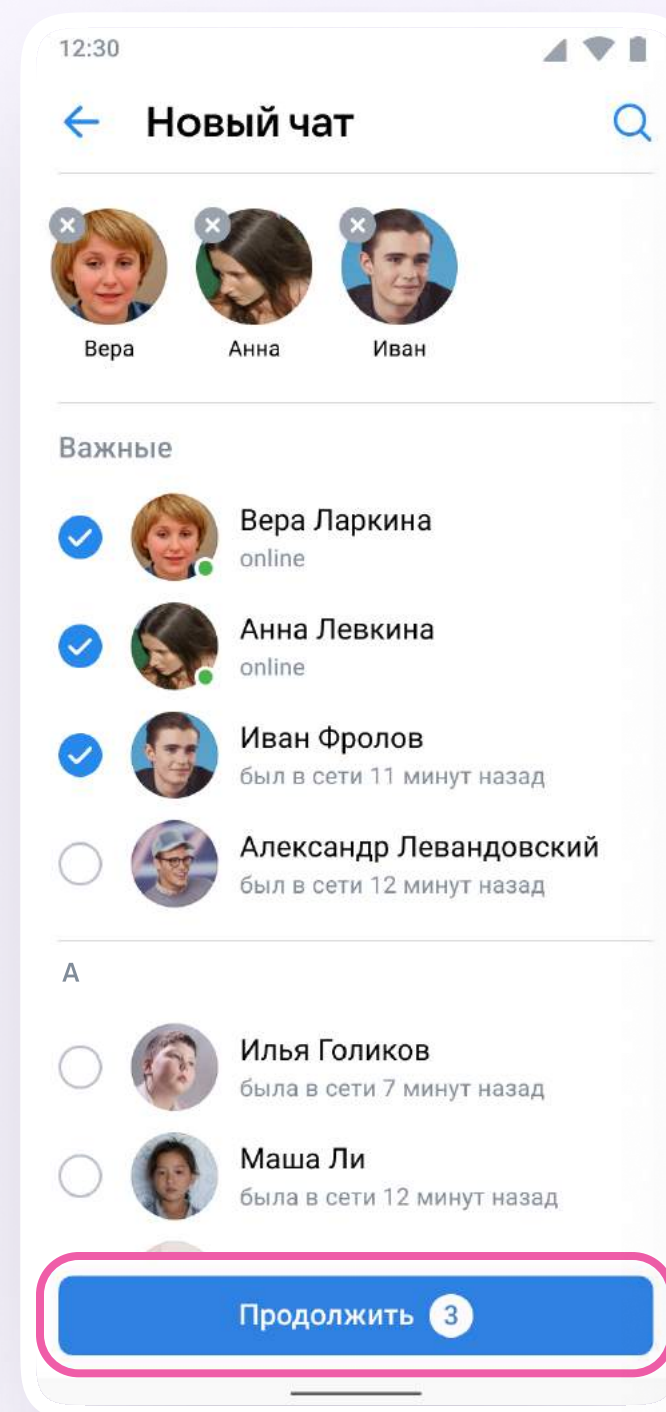 12:30
Новый чат
Вера Анна Иван
Важные
Вера Ларкина
online
Анна Левкина
online
Иван Фролов
был в сети 11 минут назад
Александр Левандовский
был в сети 12 минут назад
А
Илья Голиков
была в сети 7 минут назад
Маша Ли
была в сети 12 минут назад
Продолжить 3